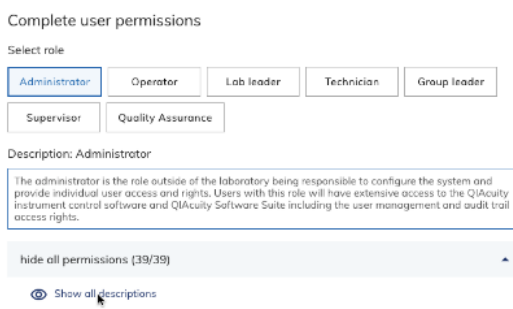 Complete user permissions
Select role
Administrator Operator Lab leader Technician Group leader
Supervisor Quality Assurance
Description: Administrator
The administrator is the role outside of the laboratory being responsible to configure the system and
provide individual user access and rights. Users with this role will have extensive access to the QIAcuity
instrument control software and QIAcuity Software Suite including the user management and audit trail
access rights.
hide all permissions (39/39)
Show all descriptions